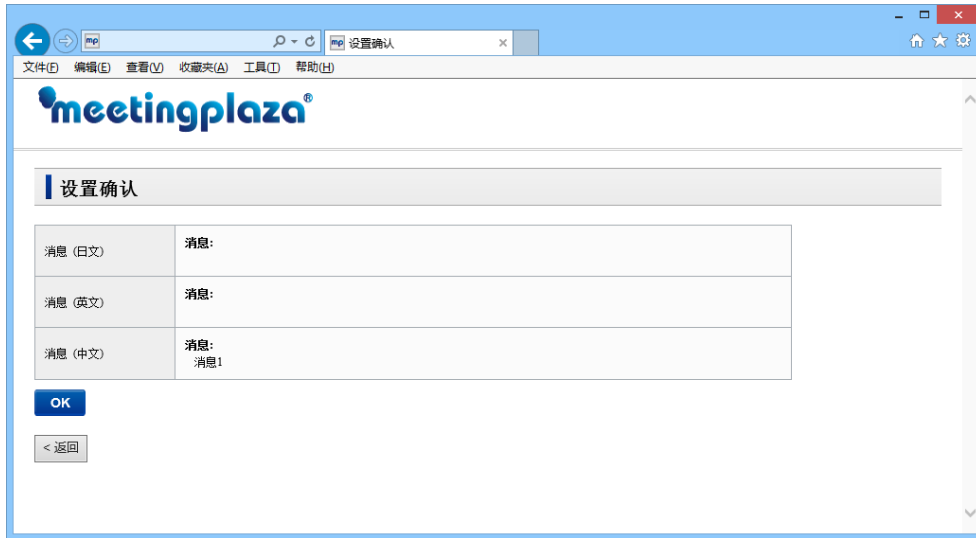 mp
mp 设置确认
文件(F) 编辑(E) 查看(V) 收藏夹(A) 工具(T) 帮助(H)
meetingplaza®
设置确认
消息 (日文)
消息:
消息 (英文)
消息:
消息 (中文)
消息:
消息1
OK
< 返回